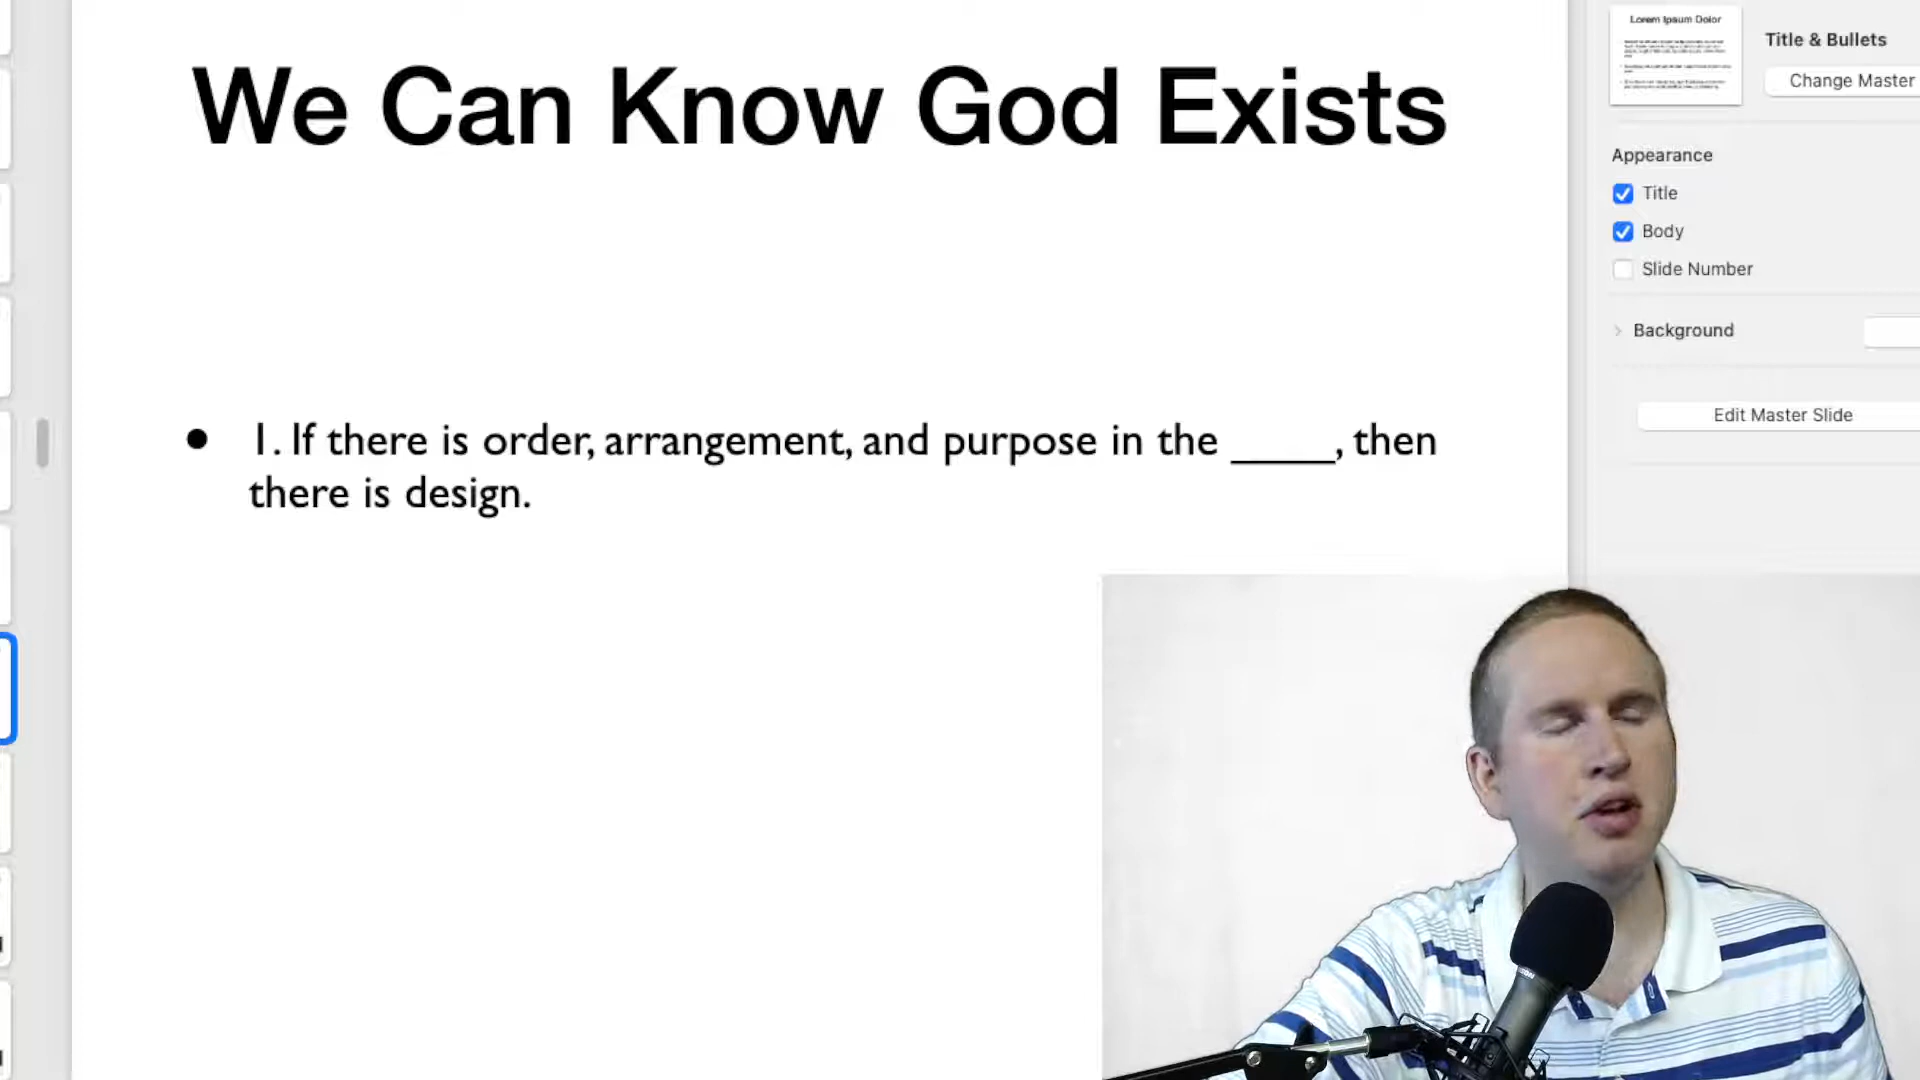 We Can Know God Exists
• 1. If there is order, arrangement, and purpose in the _____, then
there is design.
Lorem Ipsum Dolor
Title & Bullets
Change Master
Appearance
Title
Body
Slide Number
Background
Edit Master Slide